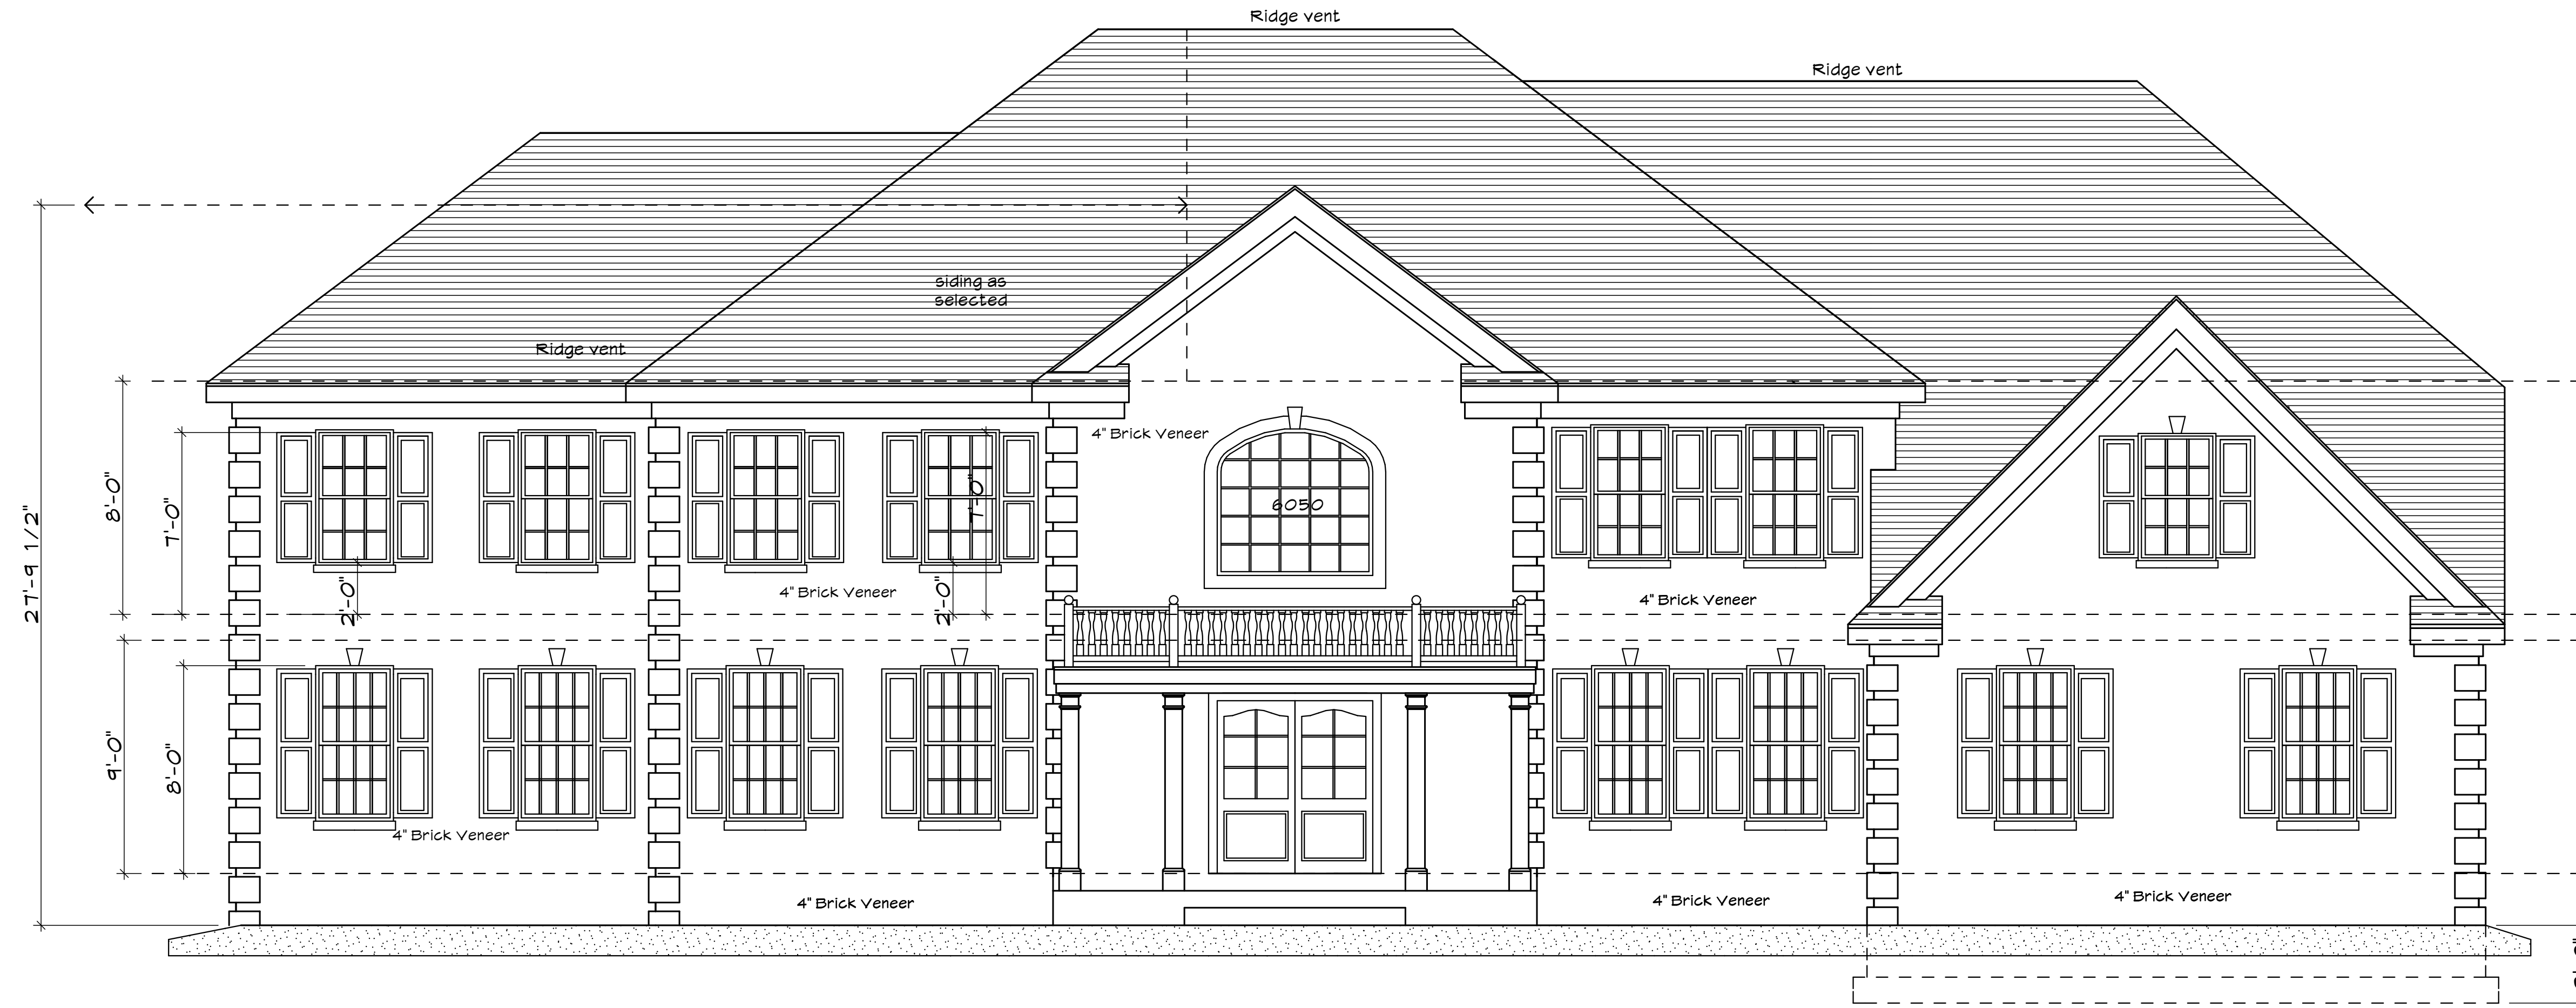 Ridge vent
Ridge vent
siding as
selected
Ridge vent
4" Brick Veneer
8'-0"
7'-0"
7'-0"
6050
27'-9 1/2"
2'-0"
2'-0"
4" Brick Veneer
4" Brick Veneer
9'-0"
8'-0"
4" Brick Veneer
4" Brick Veneer
4" Brick Veneer
4" Brick Veneer